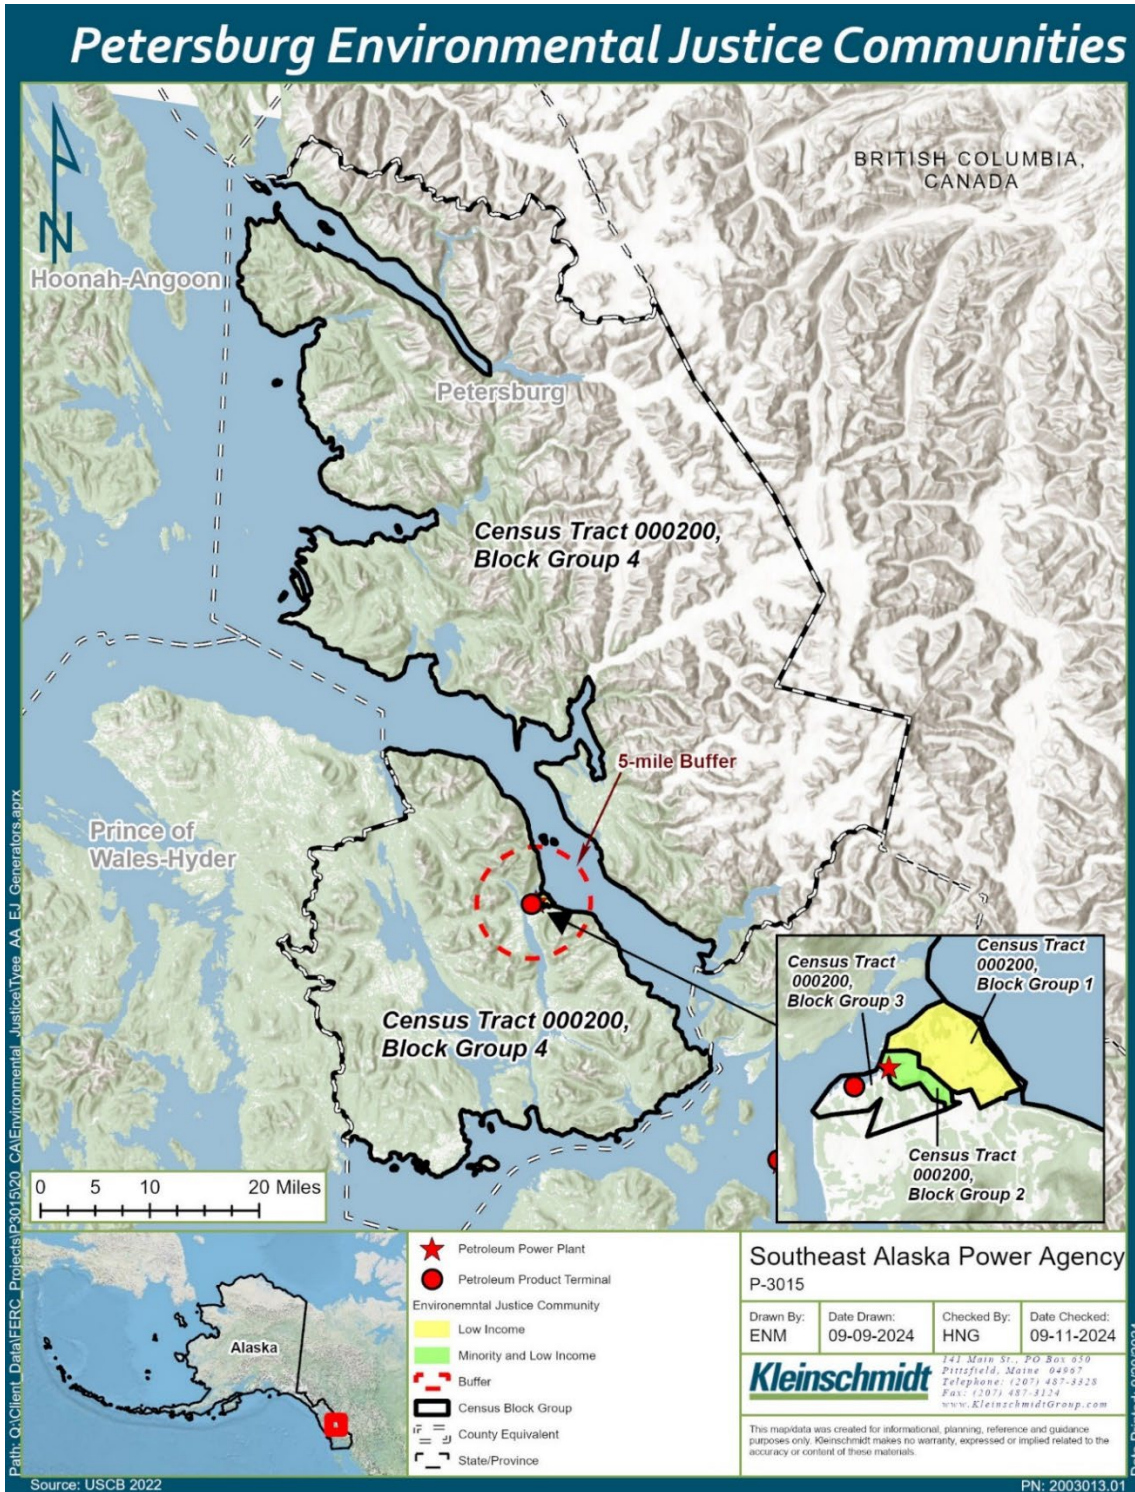 Petersburg Environmental Justice Communities
BRITISH COLUMBIA,
CANADA
N
Hoonah-Angoon
Petersburg
Census Tract 000200,
Block Group 4
5-mile Buffer
Prince of
Wales-Hyder
Census Tract 000200,
Block Group 4
Census Tract
000200,
Block Group 1
Census Tract
000200,
Block Group 3
Census Tract
000200,
Block Group 2
0 5 10 20 Miles
Alaska
Petroleum Power Plant
Petroleum Product Terminal
Environemntal Justice Community
Low Income
Minority and Low Income
Buffer
Census Block Group
County Equivalent
State/Province
Southeast Alaska Power Agency
P-3015
Drawn By:
ENM
Date Drawn:
09-09-2024
Checked By:
HNG
Date Checked:
09-11-2024
Kleinschmidt
141 Main St., PO Box 650
Pittsfield, Maine 04967
Telephone: (207) 487-3328
Fax: (207) 487-3124
www.KleinschmidtGroup.com
This map/data was created for informational, planning, reference and guidance
purposes only. Kleinschmidt makes no warranty, expressed or implied related to the
accuracy or content of these materials.
Path: Q:\Client_Data\FERC_Projects\P3015\20_CA\Environmental_Justice\Tyee_AA_EJ_Generators.aprx
Source: USCB 2022
PN: 2003013.01